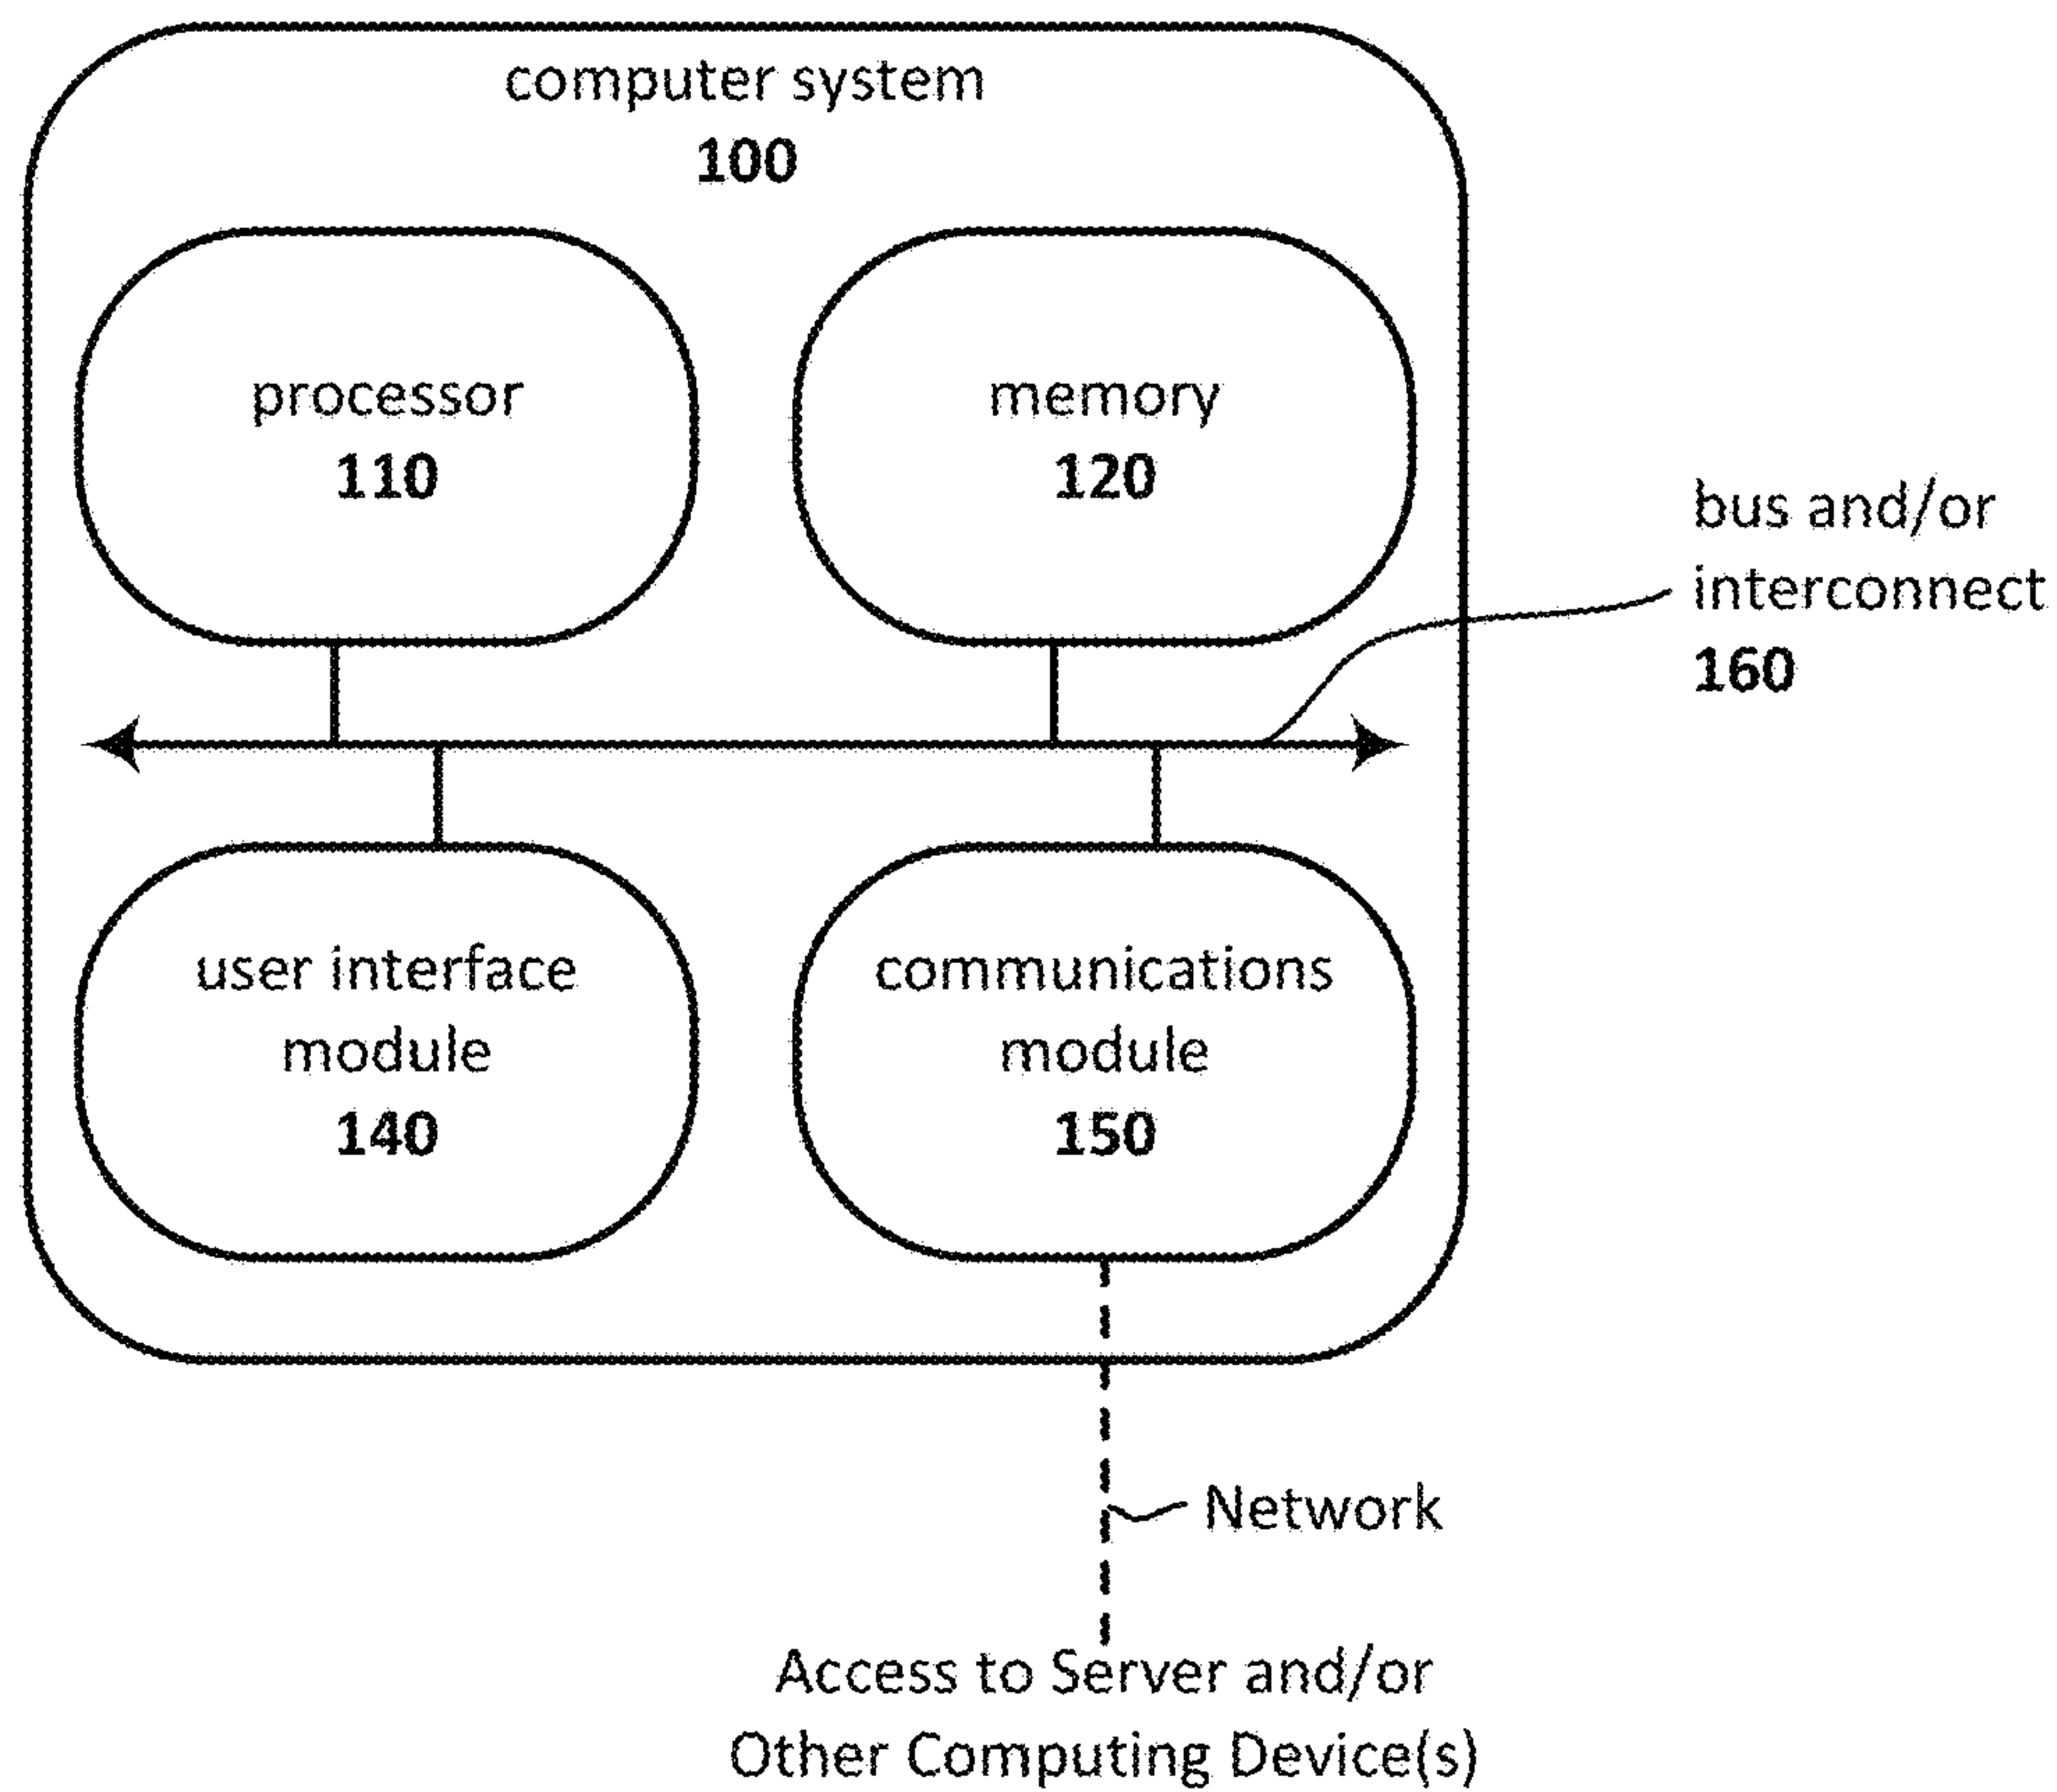 computer system
100
processor
110
memory
120
bus and/or
interconnect
160
user interface
module
140
communications
module
150
Network
Access to Server and/or
Other Computing Device(s)